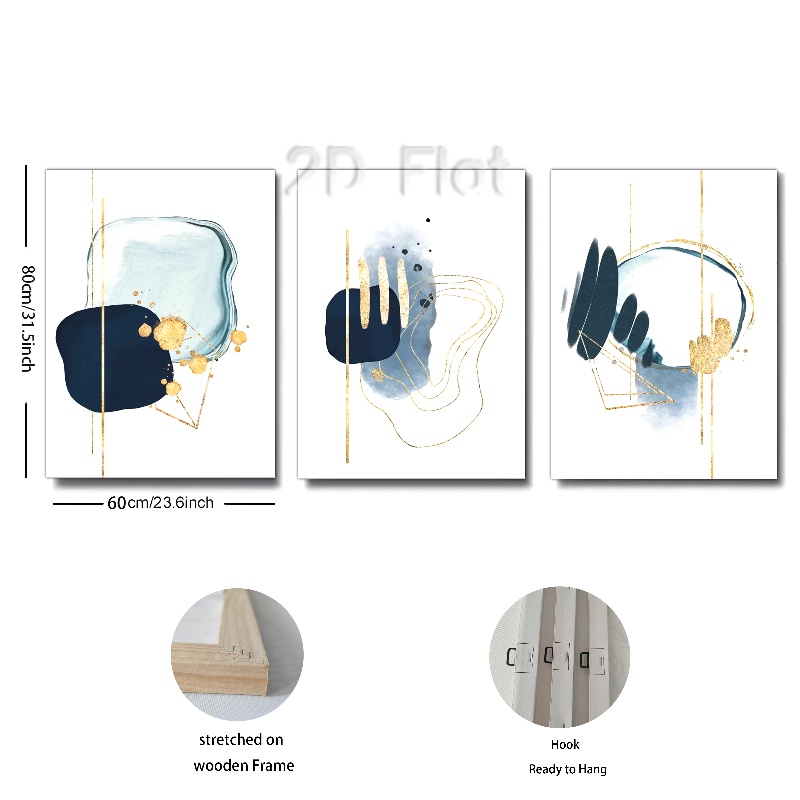 2D Flat
80cm/31.5inch
60cm/23.6inch
stretched on
wooden Frame
Hook
Ready to Hang